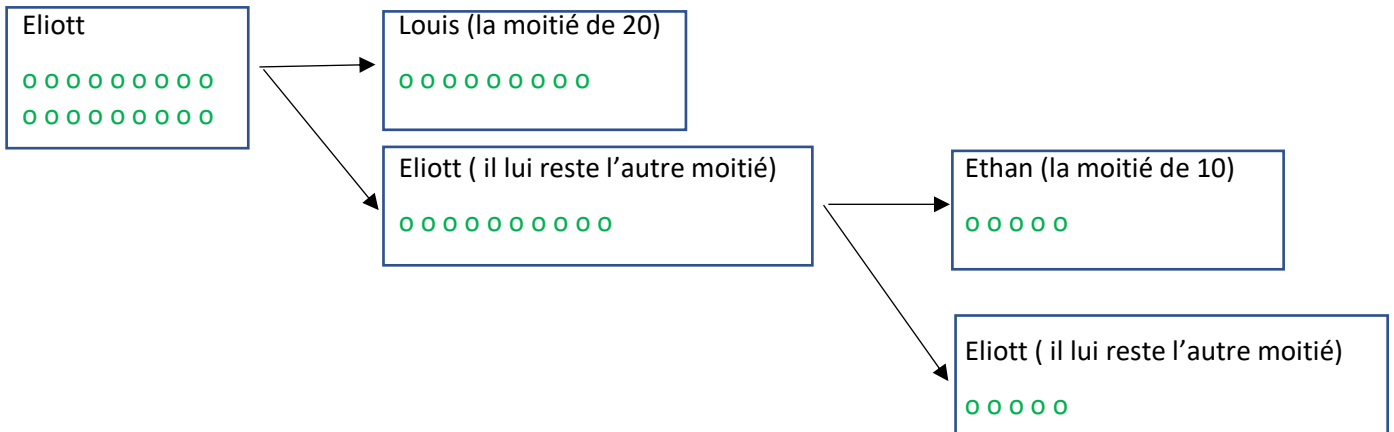 Eliott
o o o o o o o o o
o o o o o o o o o
Louis (la moitié de 20)
o o o o o o o o o
Eliott ( il lui reste l’autre moitié)
o o o o o o o o o o
Ethan (la moitié de 10)
o o o o o
Eliott ( il lui reste l’autre moitié)
o o o o o